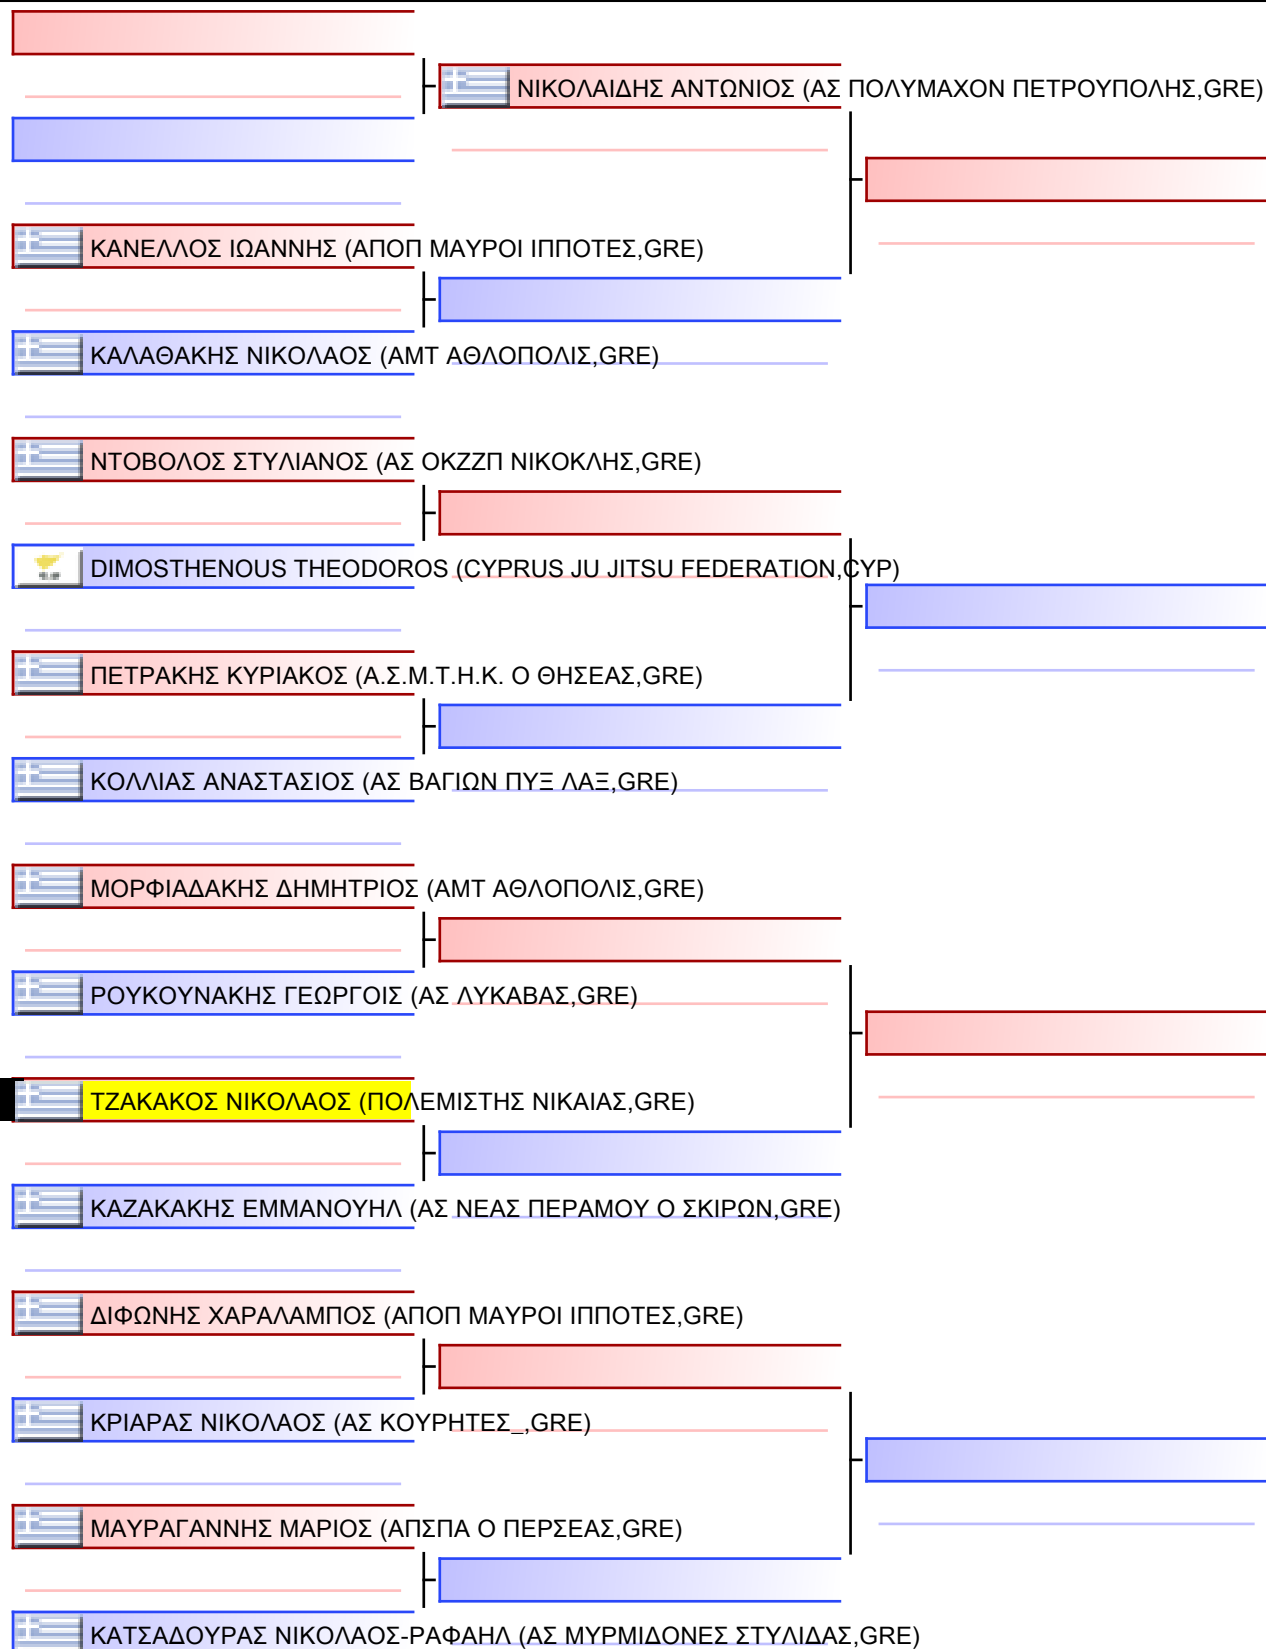 ΝΙΚΟΛΑΙΔΗΣ ΑΝΤΩΝΙΟΣ (ΑΣ ΠΟΛΥΜΑΧΟΝ ΠΕΤΡΟΥΠΟΛΗΣ,GRE)
ΚΑΝΕΛΛΟΣ ΙΩΑΝΝΗΣ (ΑΠΟΠ ΜΑΥΡΟΙ ΙΠΠΟΤΕΣ,GRE)
ΚΑΛΑΘΑΚΗΣ ΝΙΚΟΛΑΟΣ (ΑΜΤ ΑΘΛΟΠΟΛΙΣ,GRE)
ΝΤΟΒΟΛΟΣ ΣΤΥΛΙΑΝΟΣ (ΑΣ ΟΚΖΖΠ ΝΙΚΟΚΛΗΣ,GRE)
DIMOSTHENOUS THEODOROS (CYPRUS JU JITSU FEDERATION,CYP)
ΠΕΤΡΑΚΗΣ ΚΥΡΙΑΚΟΣ (Α.Σ.Μ.Τ.Η.Κ. Ο ΘΗΣΕΑΣ,GRE)
ΚΟΛΛΙΑΣ ΑΝΑΣΤΑΣΙΟΣ (ΑΣ ΒΑΓΙΩΝ ΠΥΞ ΛΑΞ,GRE)
ΜΟΡΦΙΑΔΑΚΗΣ ΔΗΜΗΤΡΙΟΣ (ΑΜΤ ΑΘΛΟΠΟΛΙΣ,GRE)
ΡΟΥΚΟΥΝΑΚΗΣ ΓΕΩΡΓΟΙΣ (ΑΣ ΛΥΚΑΒΑΣ,GRE)
ΤΖΑΚΑΚΟΣ ΝΙΚΟΛΑΟΣ (ΠΟΛΕΜΙΣΤΗΣ ΝΙΚΑΙΑΣ,GRE)
ΚΑΖΑΚΑΚΗΣ ΕΜΜΑΝΟΥΗΛ (ΑΣ ΝΕΑΣ ΠΕΡΑΜΟΥ Ο ΣΚΙΡΩΝ,GRE)
ΔΙΦΩΝΗΣ ΧΑΡΑΛΑΜΠΟΣ (ΑΠΟΠ ΜΑΥΡΟΙ ΙΠΠΟΤΕΣ,GRE)
ΚΡΙΑΡΑΣ ΝΙΚΟΛΑΟΣ (ΑΣ ΚΟΥΡΗΤΕΣ_,GRE)
ΜΑΥΡΑΓΑΝΝΗΣ ΜΑΡΙΟΣ (ΑΠΣΠΑ Ο ΠΕΡΣΕΑΣ,GRE)
ΚΑΤΣΑΔΟΥΡΑΣ ΝΙΚΟΛΑΟΣ-ΡΑΦΑΗΛ (ΑΣ ΜΥΡΜΙΔΟΝΕΣ ΣΤΥΛΙΔΑΣ,GRE)